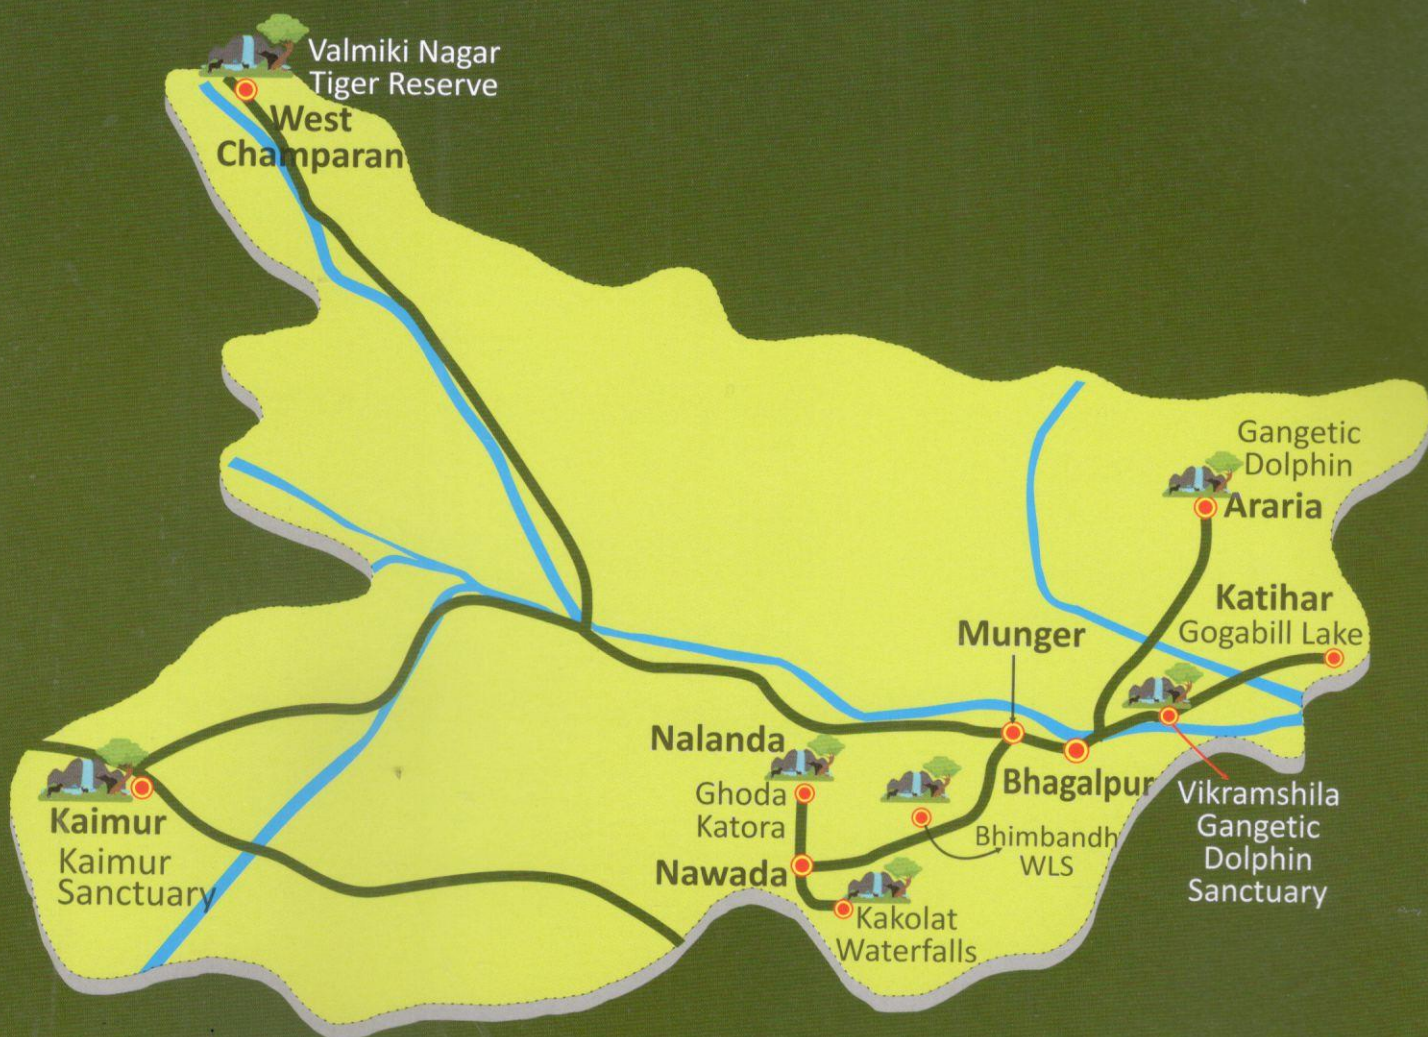 Valmiki Nagar
Tiger Reserve
West
Champaran
Gangetic
Dolphin
Araria
Katihar
Gogabill Lake
Munger
Nalanda
Ghoda
Katora
Bhagalpur
Vikramshila
Gangetic
Dolphin
Sanctuary
Bhimbandh
WLS
Kaimur
Kaimur
Sanctuary
Nawada
Kakolat
Waterfalls